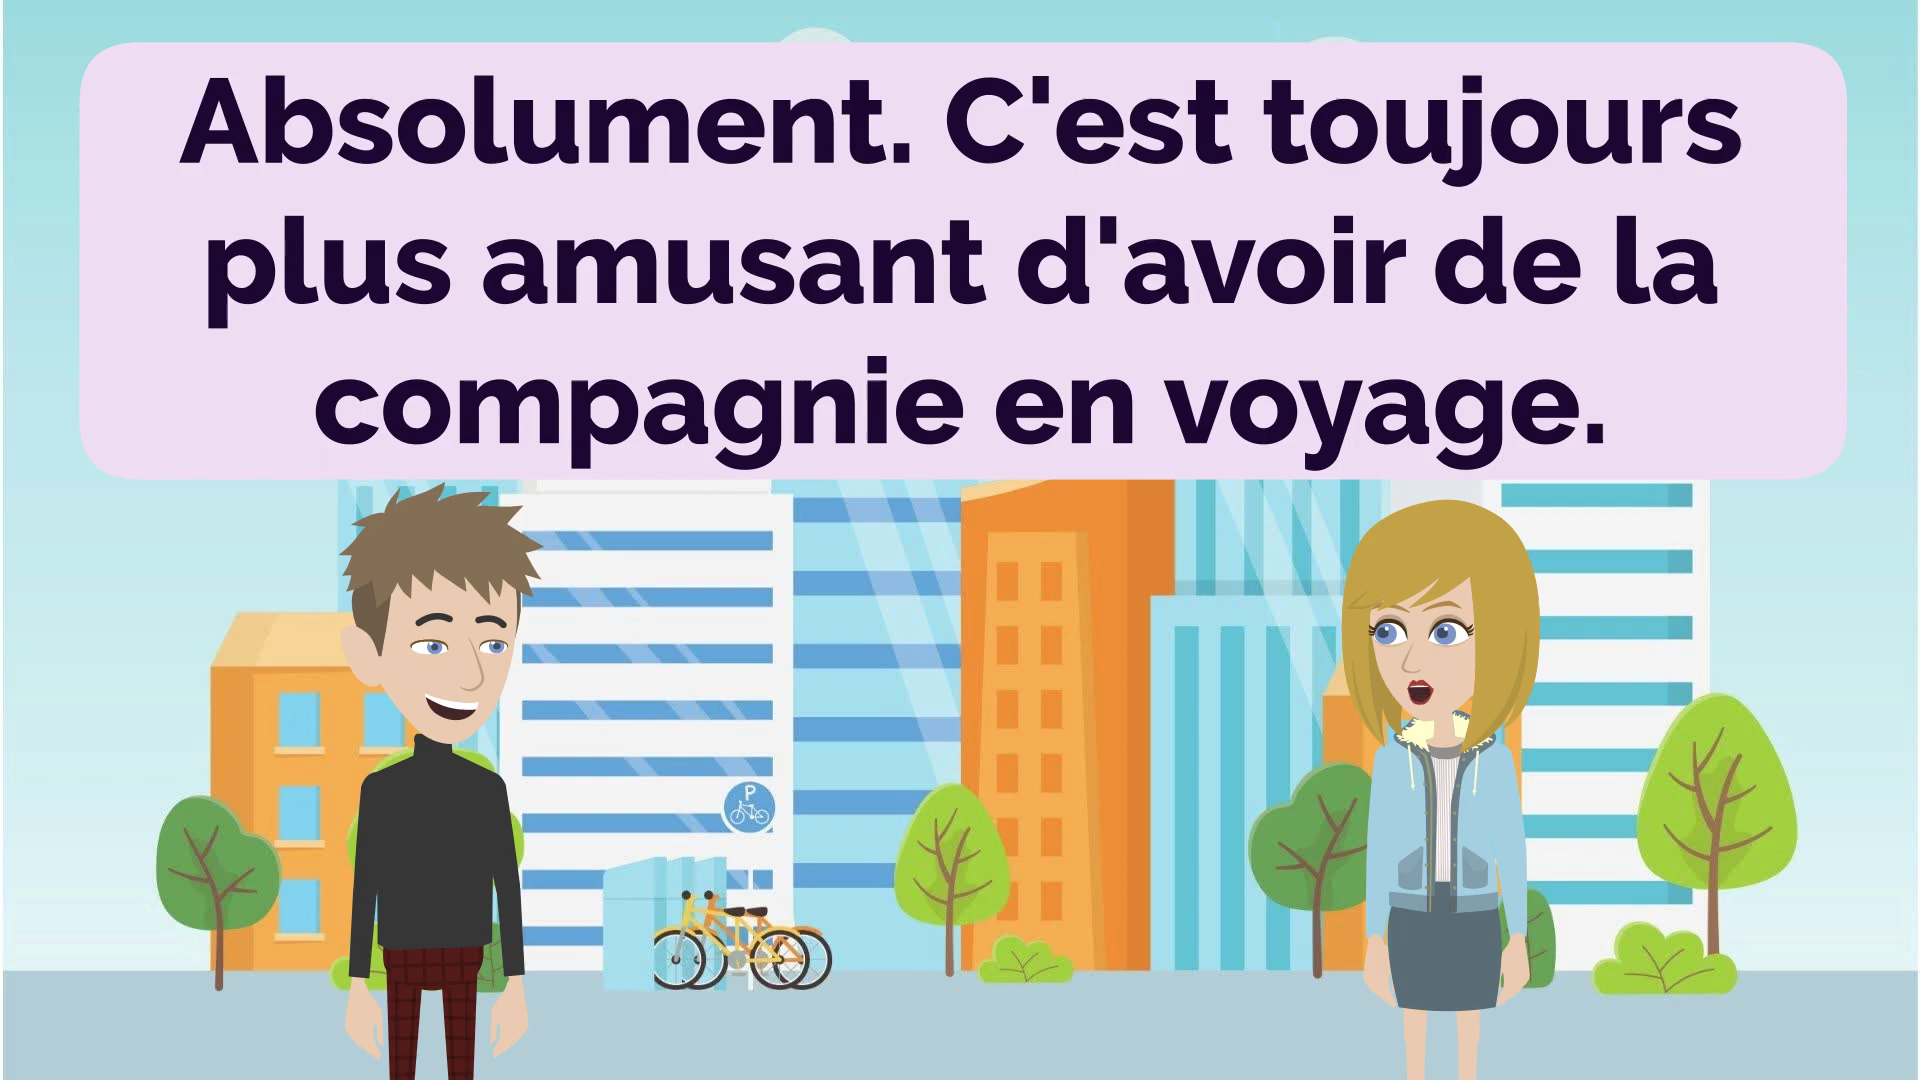 Absolument. C'est toujours
plus amusant d'avoir de la
compagnie en voyage.
P